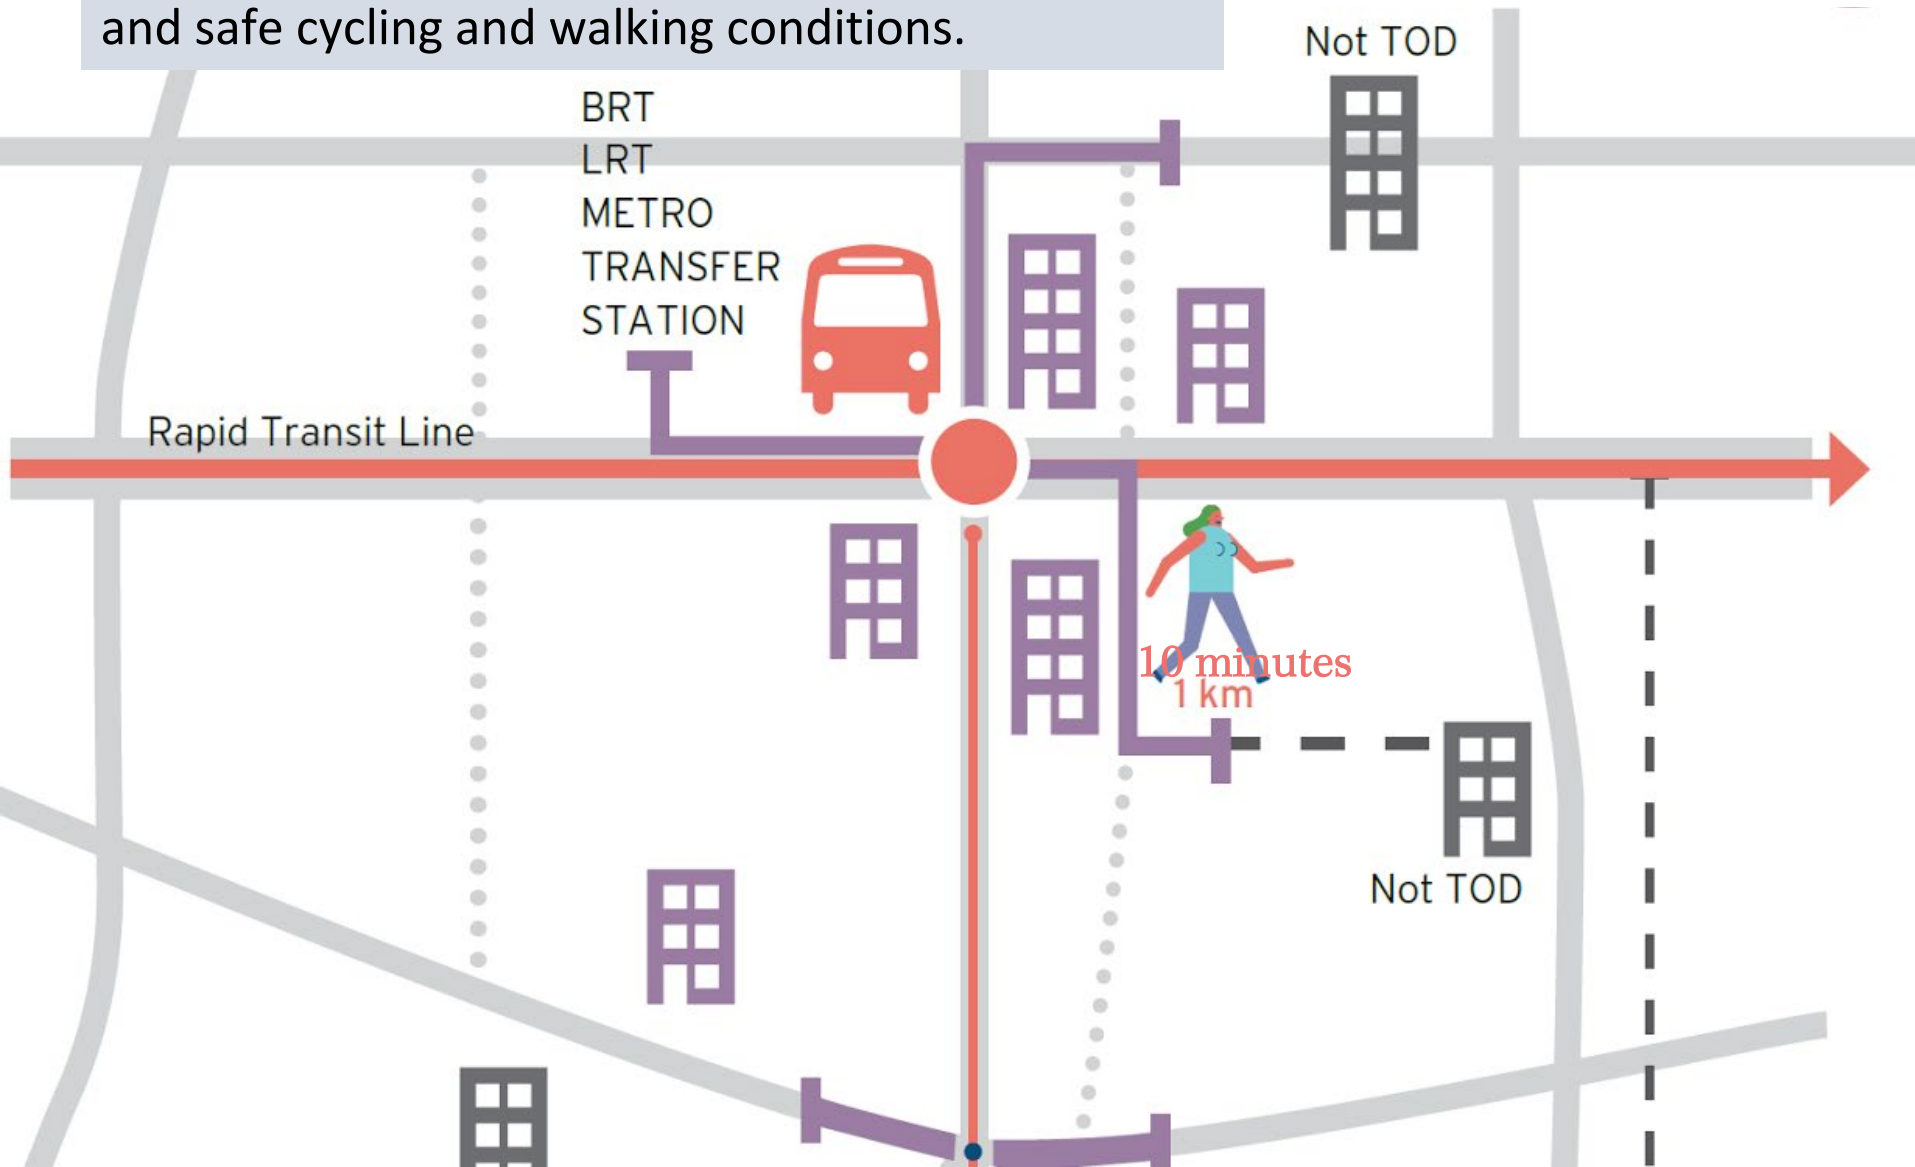 and safe cycling and walking conditions.
Not TOD
BRT
LRT
METRO
TRANSFER
STATION
Rapid Transit Line
10 minutes
1 km
Not TOD